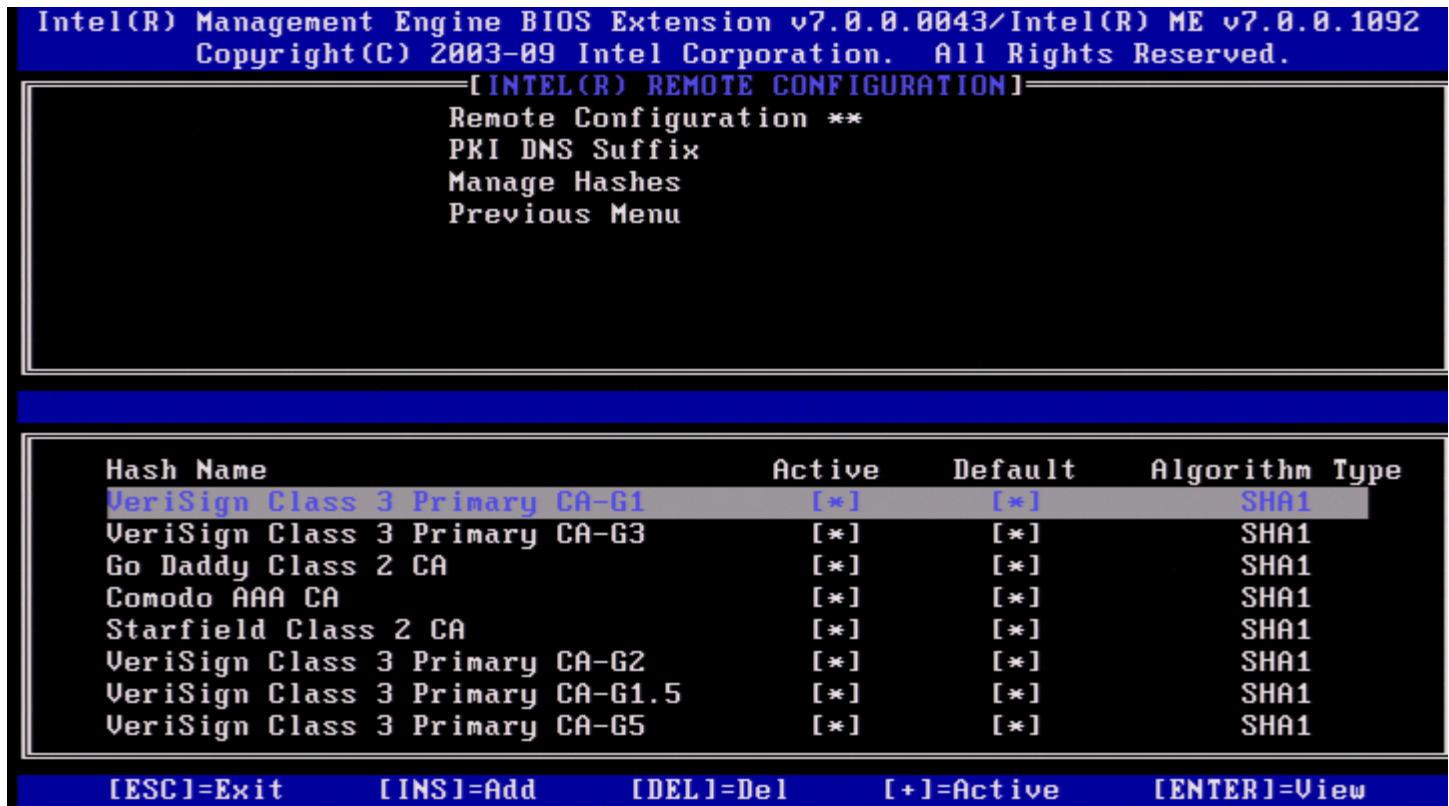 Intel(R) Management Engine BIOS Extension v7.0.0.0043/Intel(R) ME v7.0.0.1092
Copyright(C) 2003-09 Intel Corporation. All Rights Reserved.
[INTEL(R) REMOTE CONFIGURATION]
Remote Configuration **
PKI DNS Suffix
Manage Hashes
Previous Menu
Hash Name Active Default Algorithm Type
VeriSign Class 3 Primary CA-G1 [*] [*] SHA1
VeriSign Class 3 Primary CA-G3 [*] [*] SHA1
Go Daddy Class 2 CA [*] [*] SHA1
Comodo AAA CA [*] [*] SHA1
Starfield Class 2 CA [*] [*] SHA1
VeriSign Class 3 Primary CA-G2 [*] [*] SHA1
VeriSign Class 3 Primary CA-G1.5 [*] [*] SHA1
VeriSign Class 3 Primary CA-G5 [*] [*] SHA1
[ESC]=Exit [INS]=Add [DEL]=Del [+]=Active [ENTER]=View